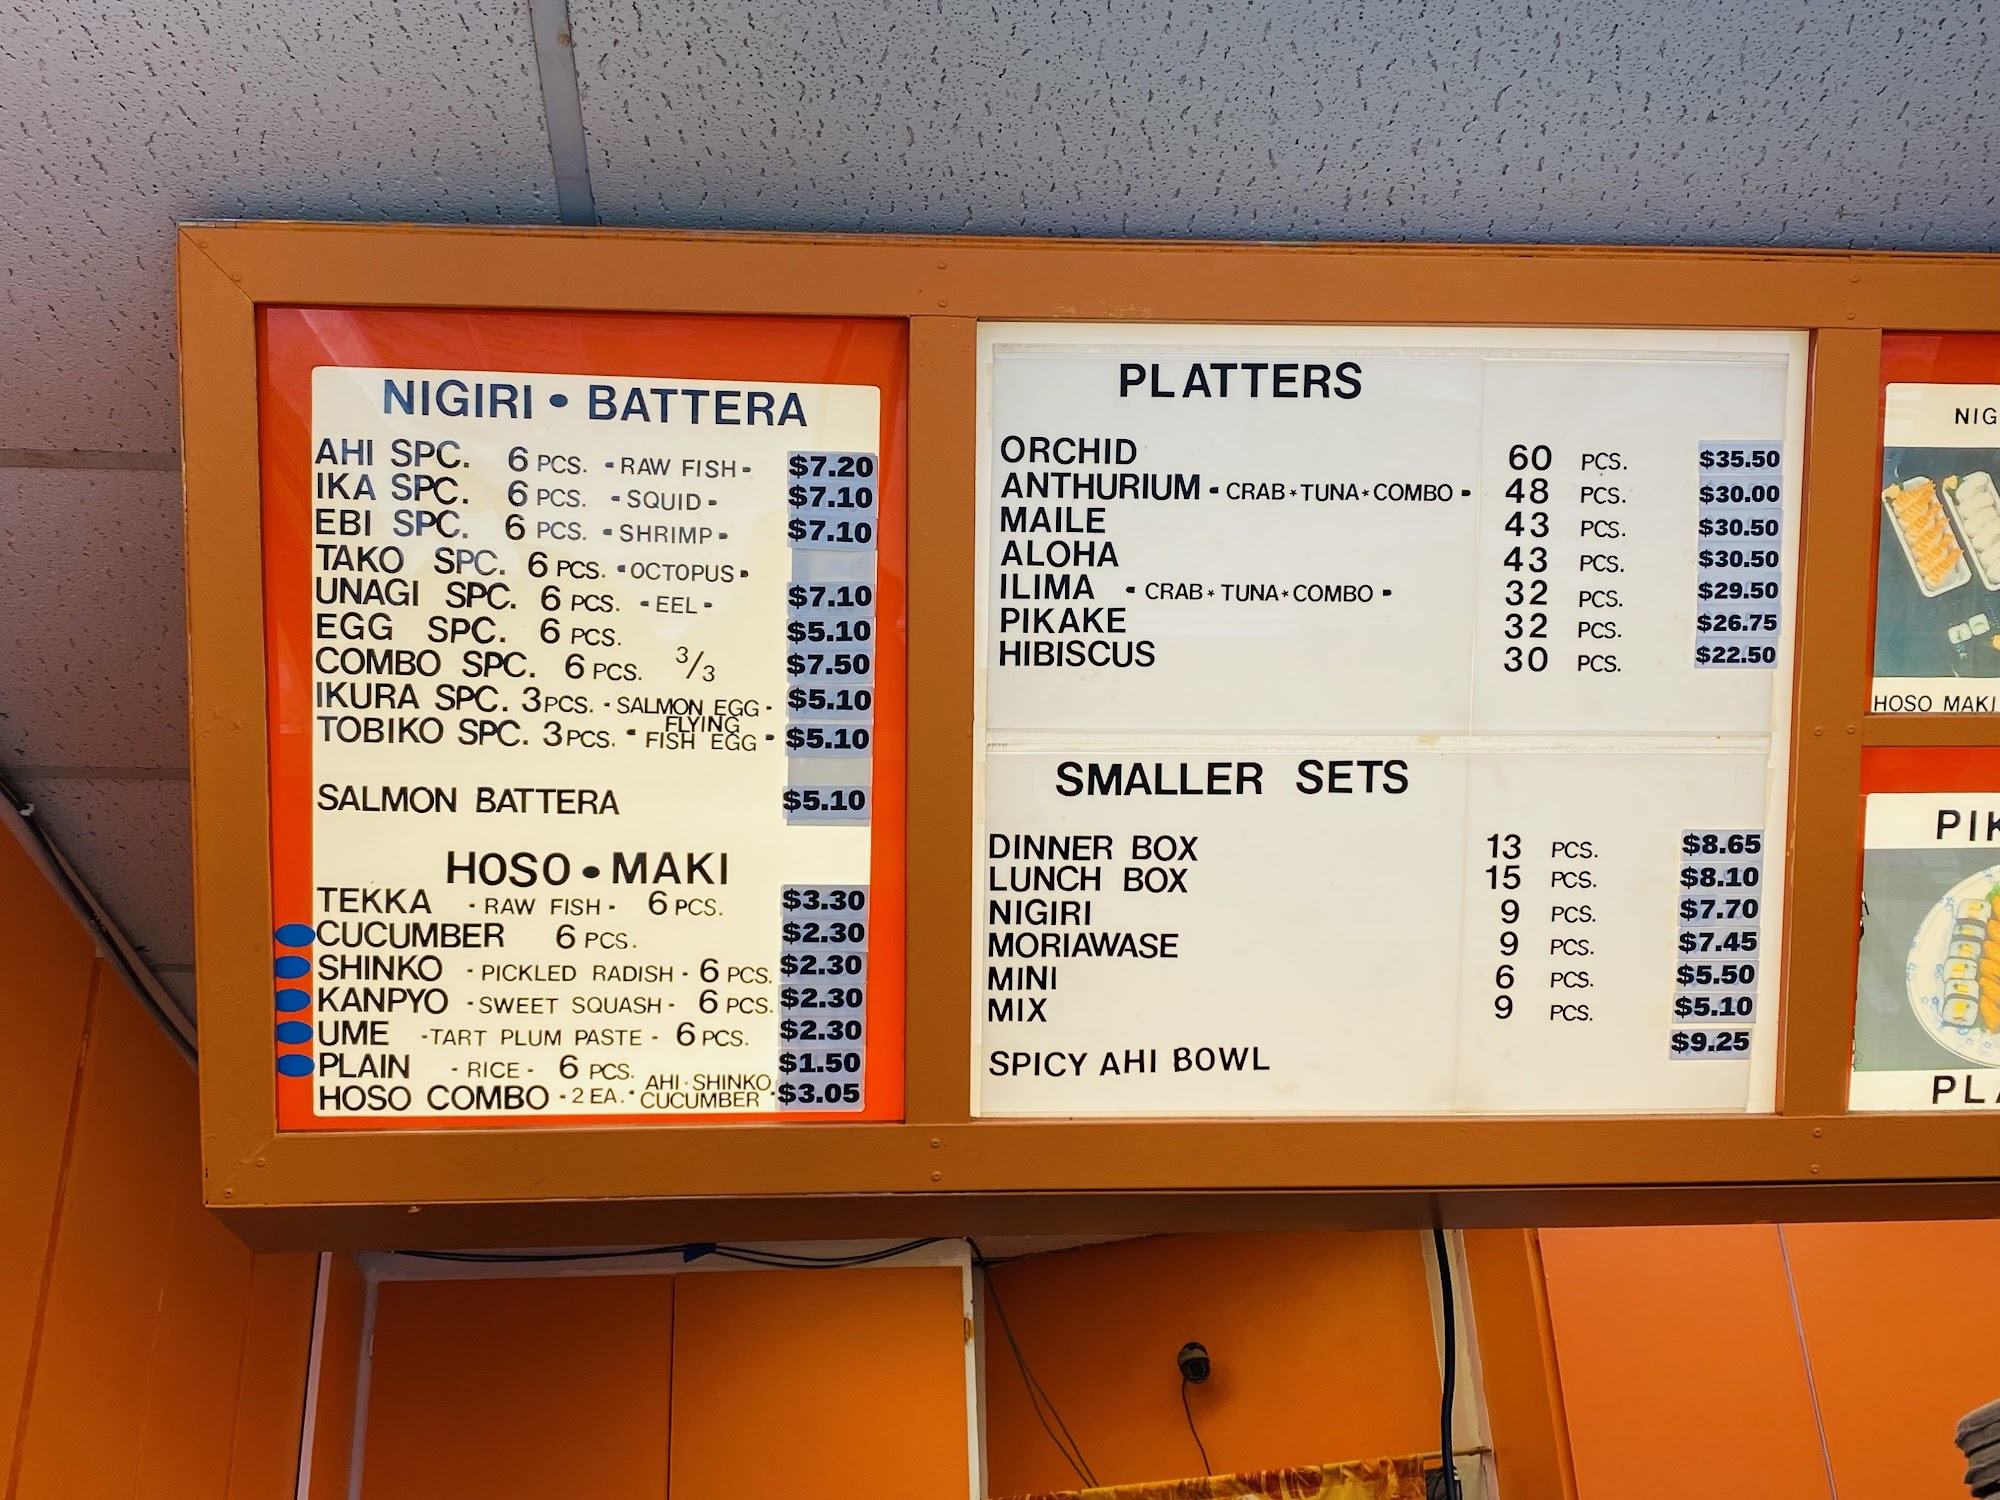 NIGIRI • BATTERA
AHI SPC. 6 PCS. - RAW FISH - $7.20
IKA SPC. 6 PCS. - SQUID - $7.10
EBI SPC. 6 PCS. - SHRIMP - $7.10
TAKO SPC. 6 PCS. - OCTOPUS -
UNAGI SPC. 6 PCS. - EEL - $7.10
EGG SPC. 6 PCS. $5.10
COMBO SPC. 6 PCS. 3/3 $7.50
IKURA SPC. 3 PCS. - SALMON EGG - $5.10
TOBIKO SPC. 3 PCS. - FLYING FISH EGG - $5.10
SALMON BATTERA $5.10
HOSO • MAKI
TEKKA - RAW FISH - 6 PCS. $3.30
CUCUMBER 6 PCS. $2.30
SHINKO - PICKLED RADISH - 6 PCS. $2.30
KANPYO - SWEET SQUASH - 6 PCS. $2.30
UME - TART PLUM PASTE - 6 PCS. $2.30
PLAIN - RICE - 6 PCS. $1.50
HOSO COMBO - 2 EA. - AHI · SHINKO CUCUMBER - $3.05
PLATTERS
ORCHID 60 PCS. $35.50
ANTHURIUM - CRAB * TUNA * COMBO - 48 PCS. $30.00
MAILE 43 PCS. $30.50
ALOHA 43 PCS. $30.50
ILIMA - CRAB * TUNA * COMBO - 32 PCS. $29.50
PIKAKE 32 PCS. $26.75
HIBISCUS 30 PCS. $22.50
SMALLER SETS
DINNER BOX 13 PCS. $8.65
LUNCH BOX 15 PCS. $8.10
NIGIRI 9 PCS. $7.70
MORIAWASE 9 PCS. $7.45
MINI 6 PCS. $5.50
MIX 9 PCS. $5.10
SPICY AHI BOWL $9.25
NIG
HOSO MAKI
PIK
PLA